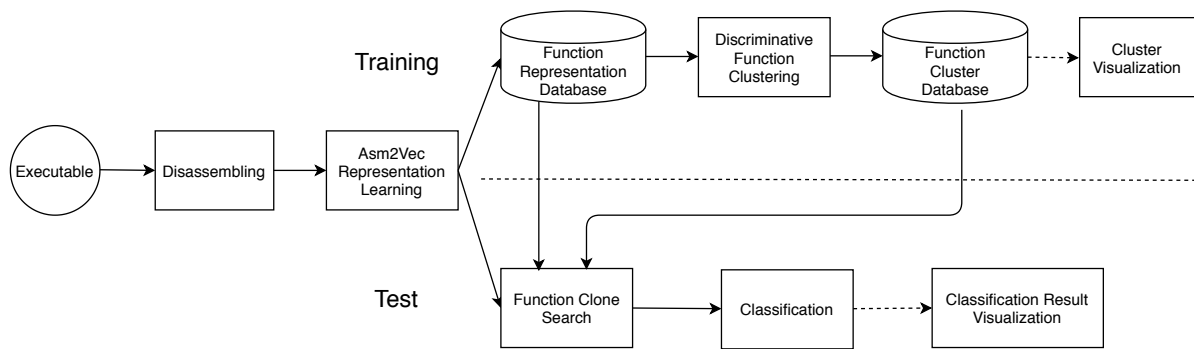 Training
Function
Representation
Database
Discriminative
Function
Clustering
Function
Cluster
Database
Cluster
Visualization
Executable
Disassembling
Asm2Vec
Representation
Learning
Test
Function Clone
Search
Classification
Classification Result
Visualization